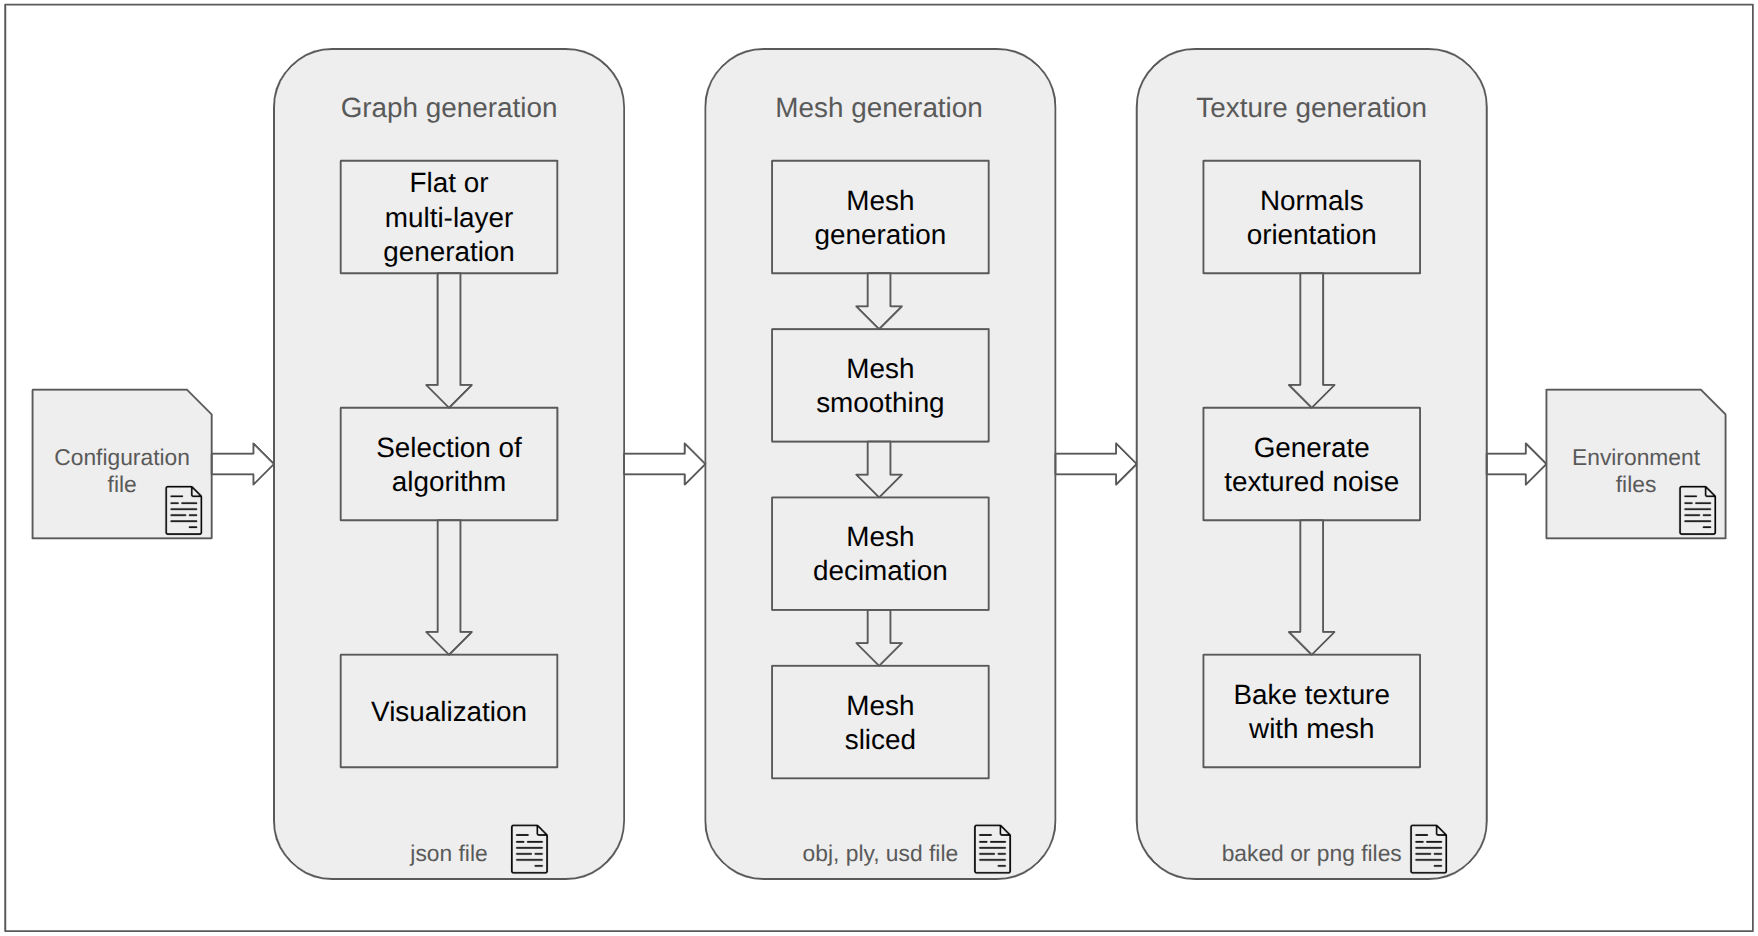 Configuration
file
Graph generation
Flat or
multi-layer
generation
Selection of
algorithm
Visualization
json file
Mesh generation
Mesh
generation
Mesh
smoothing
Mesh
decimation
Mesh
sliced
obj, ply, usd file
Texture generation
Normals
orientation
Generate
textured noise
Bake texture
with mesh
baked or png files
Environment
files